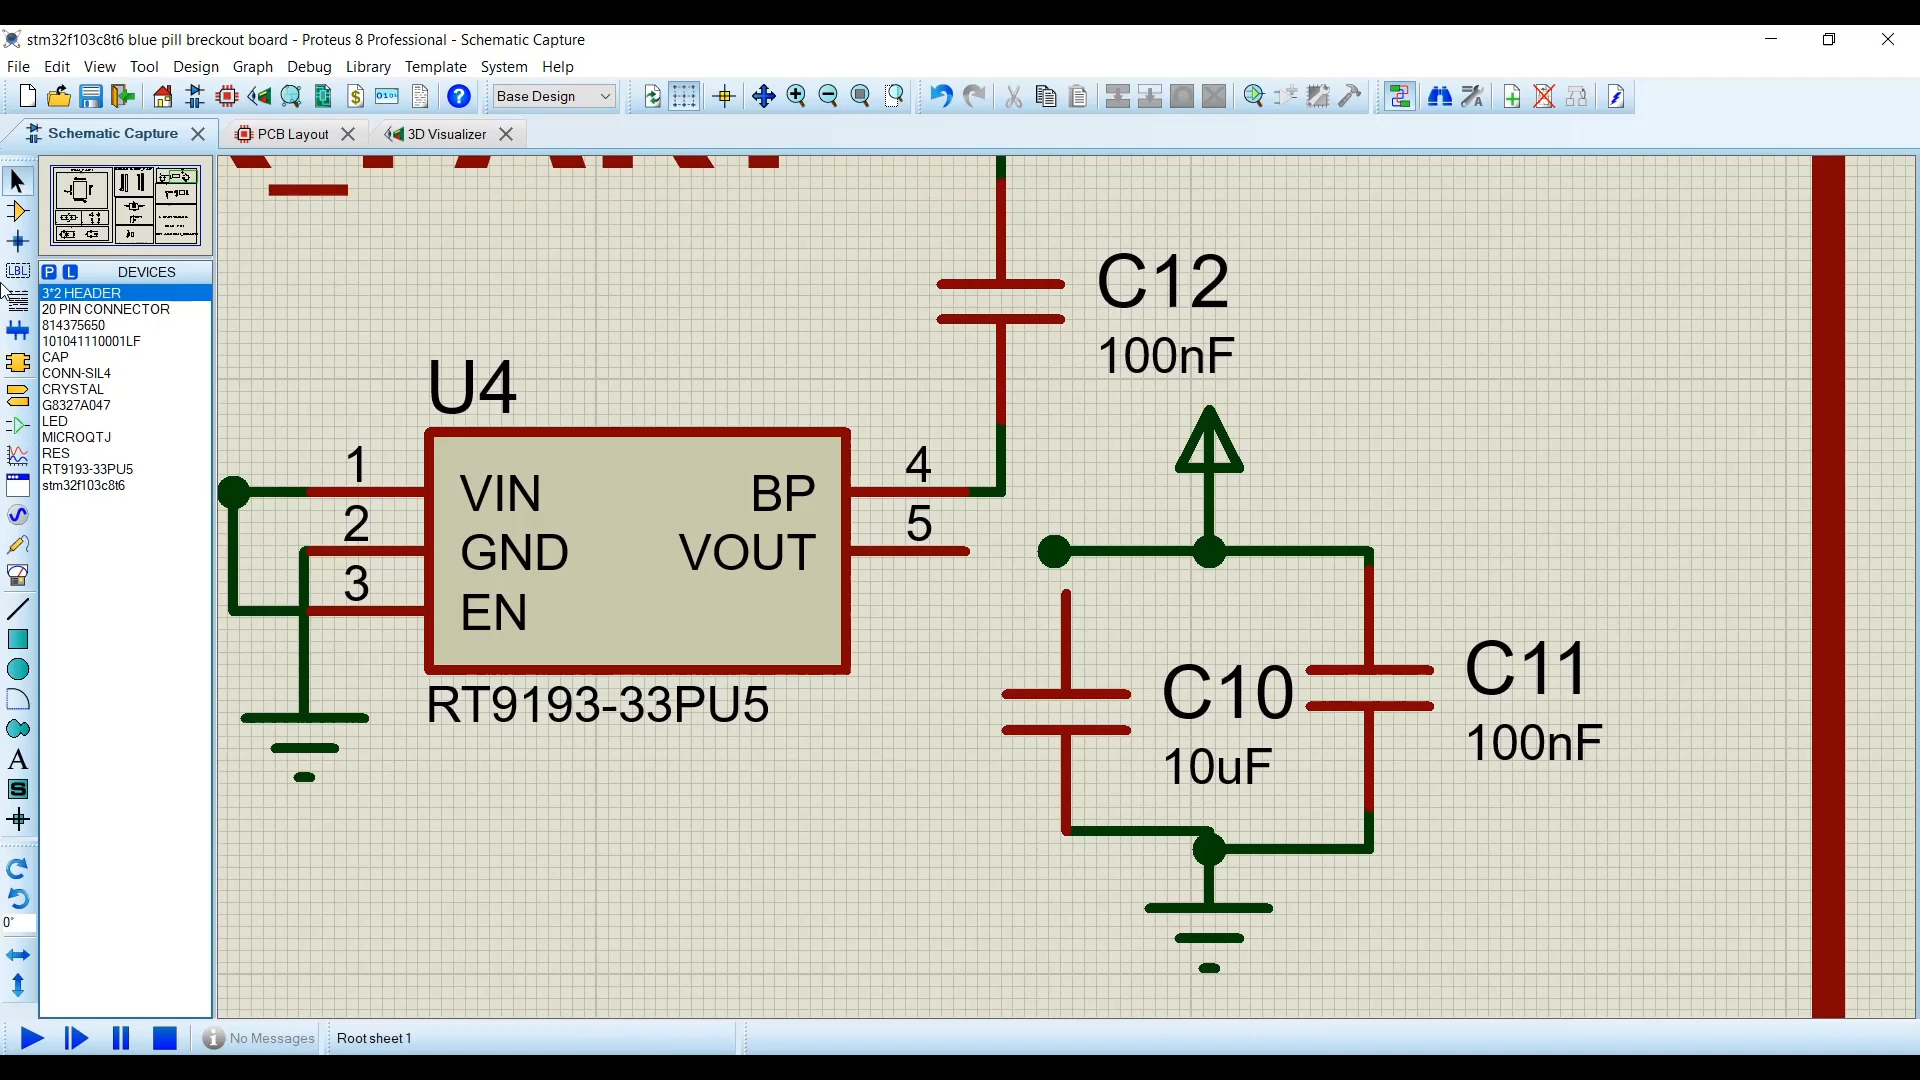 stm32f103c8t6 blue pill breckout board - Proteus 8 Professional - Schematic Capture
File Edit View Tool Design Graph Debug Library Template System Help
Base Design
Schematic Capture PCB Layout 3D Visualizer
P L DEVICES
3*2 HEADER
20 PIN CONNECTOR
814375650
101041110001LF
CAP
CONN-SIL4
CRYSTAL
G8327A047
LED
MICROQTJ
RES
RT9193-33PU5
stm32f103c8t6
LBL
A
S
0°
C12
100nF
U4
1 VIN BP 4
2 GND VOUT 5
3 EN
RT9193-33PU5
C10
10uF
C11
100nF
No Messages Root sheet 1